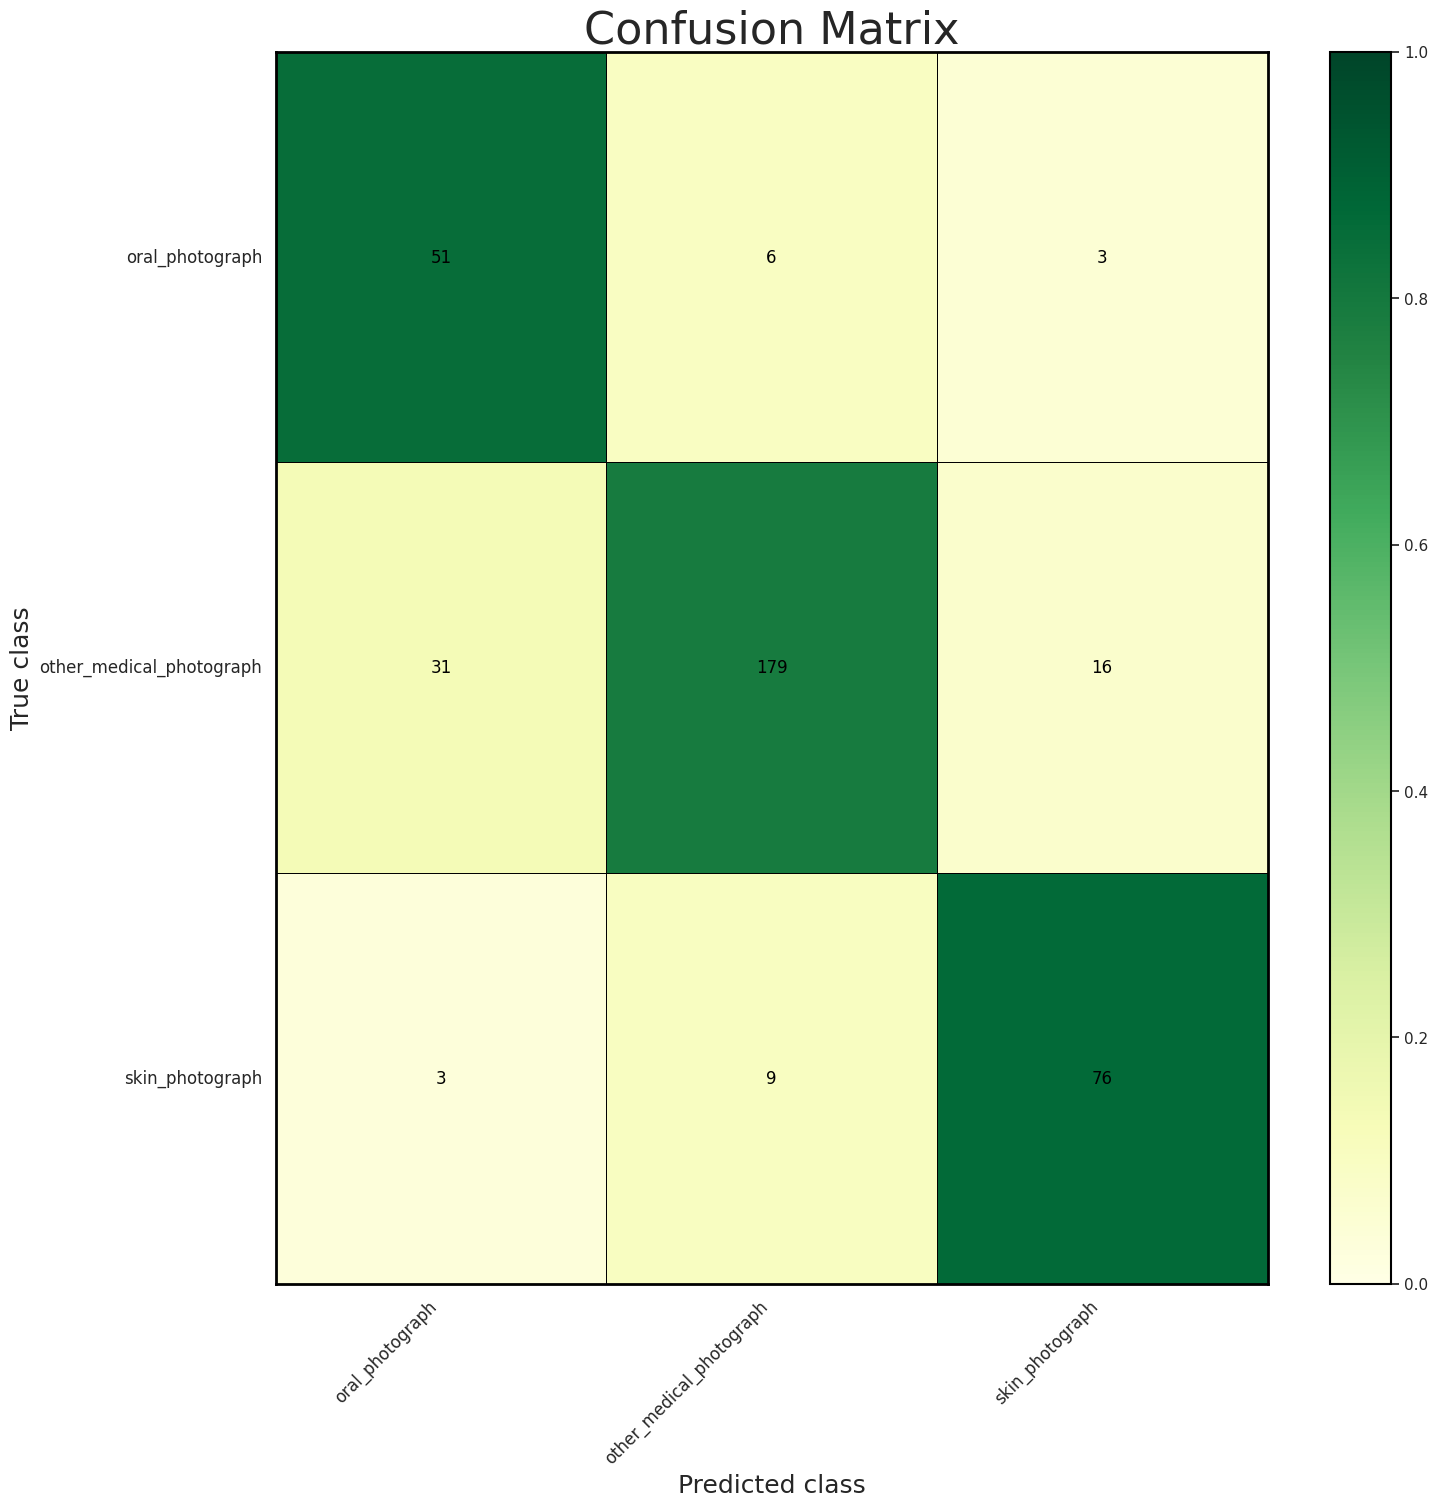 Confusion Matrix
1.0
oral_photograph
51
6
3
0.8
0.6
True class
other_medical_photograph
31
179
16
0.4
0.2
skin_photograph
3
9
76
0.0
oral_photograph
other_medical_photograph
skin_photograph
Predicted class